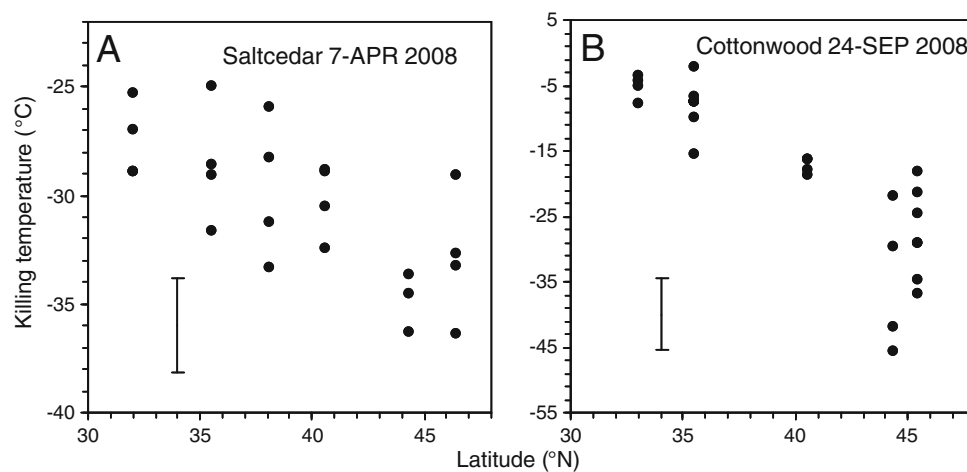 A
Saltcedar 7-APR 2008
Killing temperature (°C)
-25
-30
-35
-40
30 35 40 45
B
Cottonwood 24-SEP 2008
5
-5
-15
-25
-35
-45
-55
30 35 40 45
Latitude (°N)